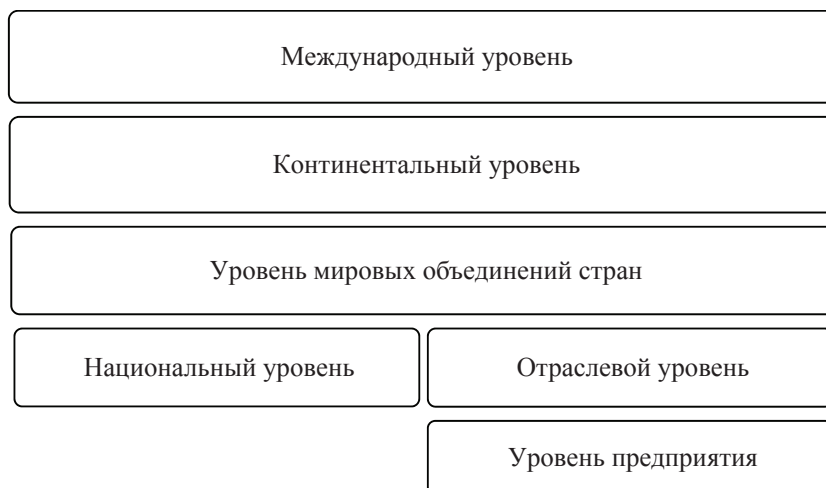 Международный уровень
Континентальный уровень
Уровень мировых объединений стран
Национальный уровень
Отраслевой уровень
Уровень предприятия